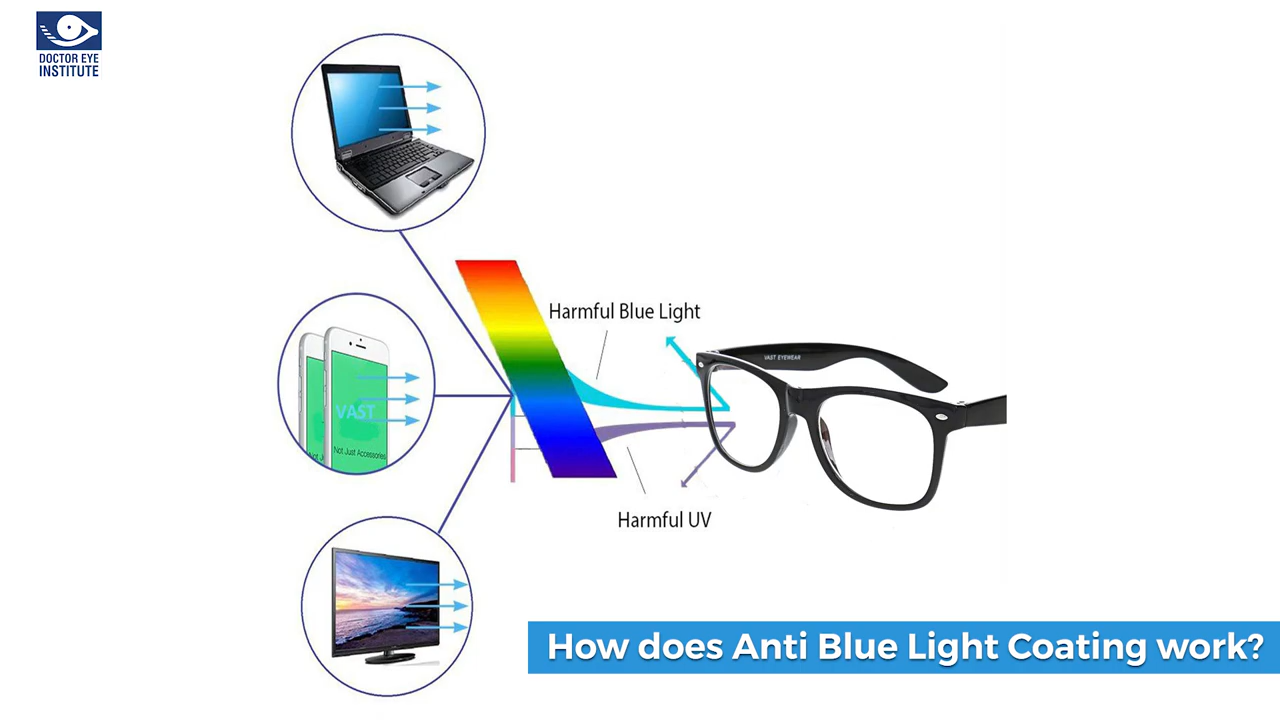 DOCTOR EYE
INSTITUTE
Harmful Blue Light
VAST EYEWEAR
VAST
Not Just Accessories
Harmful UV
How does Anti Blue Light Coating work?